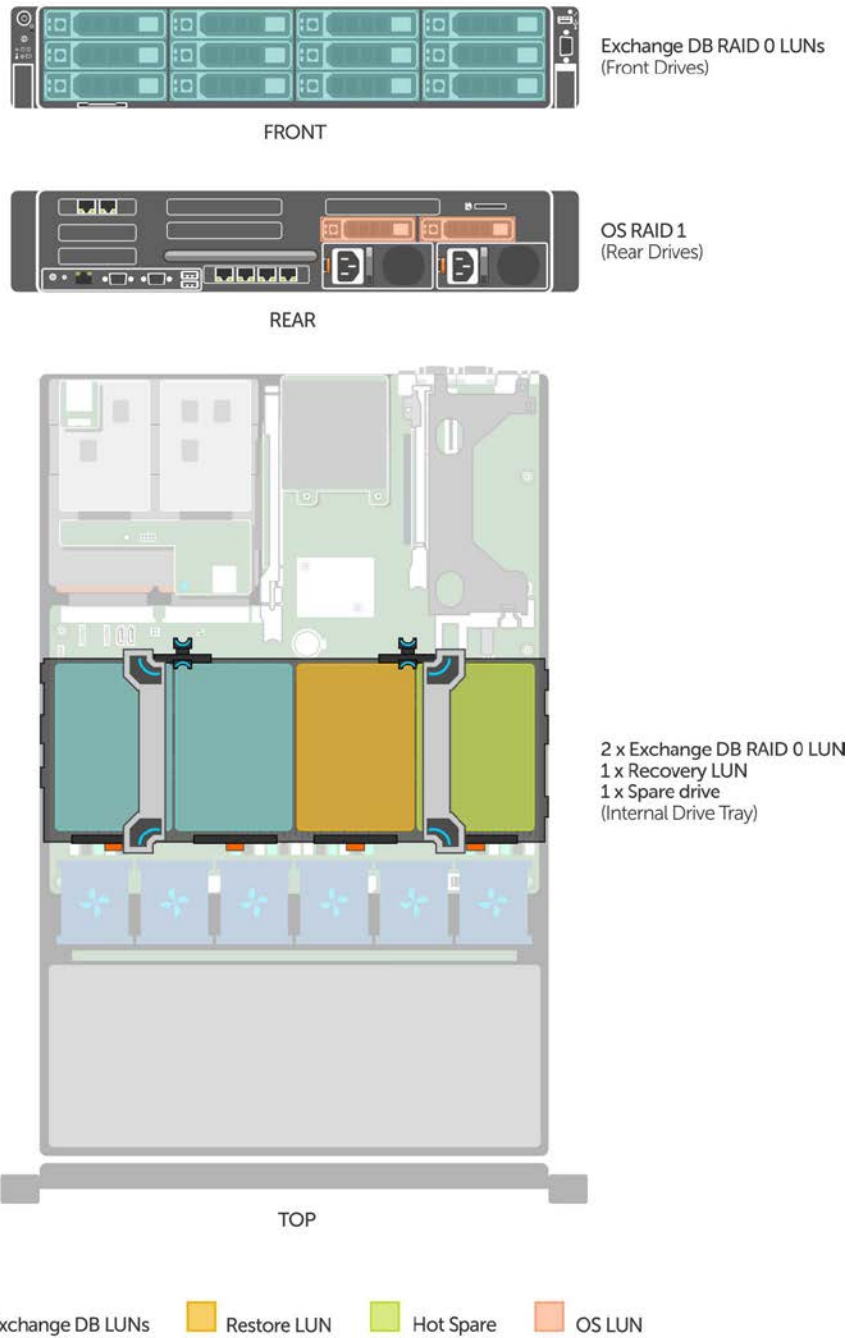 Exchange DB RAID 0 LUNs
(Front Drives)
FRONT
OS RAID 1
(Rear Drives)
REAR
2 x Exchange DB RAID 0 LUN
1 x Recovery LUN
1 x Spare drive
(Internal Drive Tray)
TOP
xchange DB LUNs Restore LUN Hot Spare OS LUN